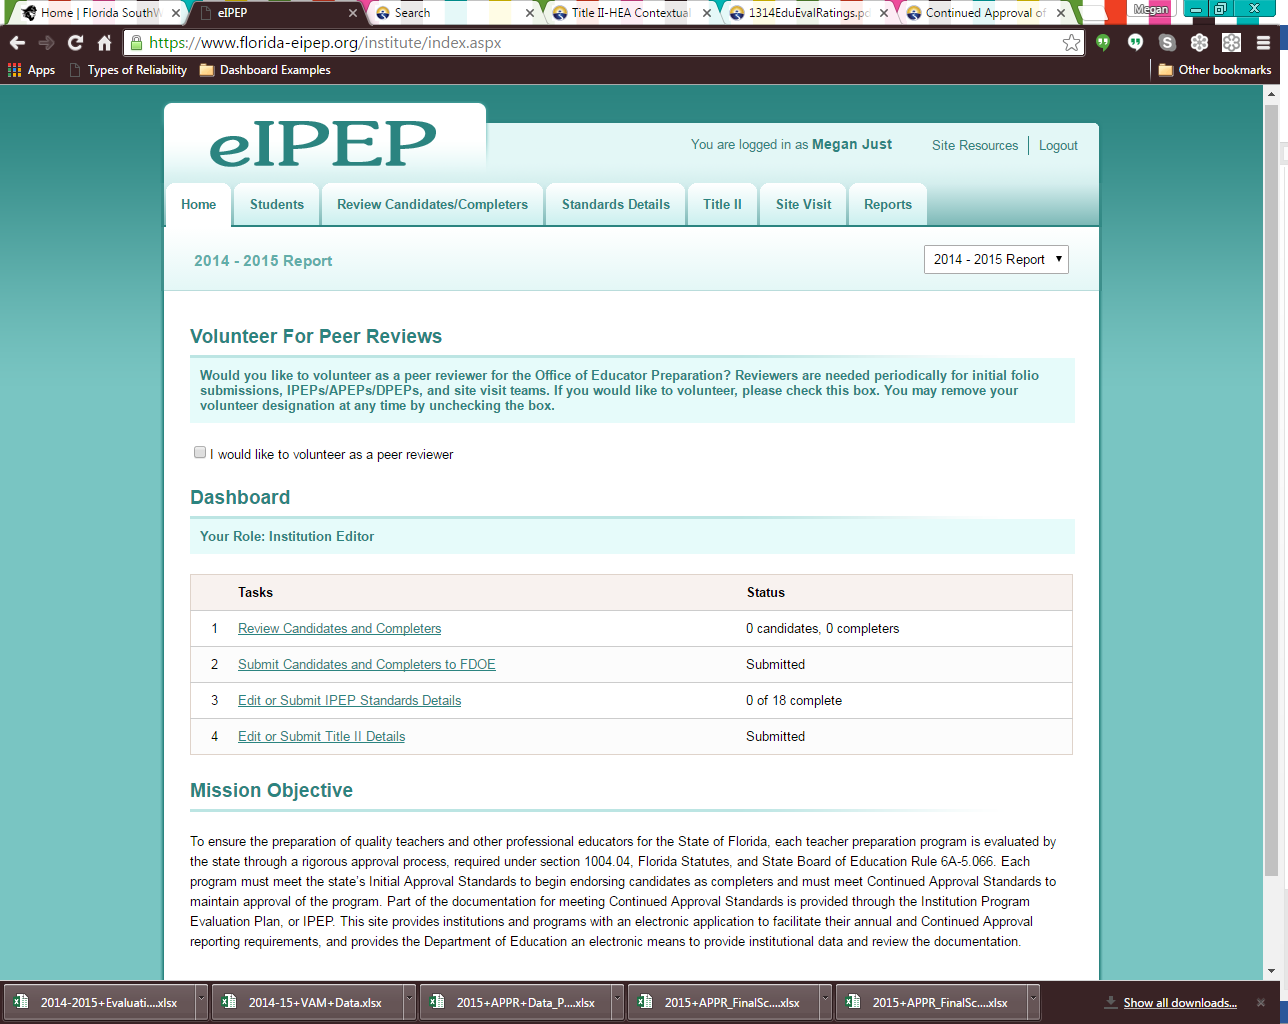 Home | Florida SouthW
eIPEP
Search
Title II-HEA Contextual
1314EduEvalRatings.pd
Continued Approval of
Megan
https://www.florida-eipep.org/institute/index.aspx
Apps
Types of Reliability
Dashboard Examples
Other bookmarks
eIPEP
You are logged in as Megan Just
Site Resources
Logout
Home
Students
Review Candidates/Completers
Standards Details
Title II
Site Visit
Reports
2014 - 2015 Report
2014 - 2015 Report
Volunteer For Peer Reviews
Would you like to volunteer as a peer reviewer for the Office of Educator Preparation? Reviewers are needed periodically for initial folio
submissions, IPEPs/APEPs/DPEPs, and site visit teams. If you would like to volunteer, please check this box. You may remove your
volunteer designation at any time by unchecking the box.
I would like to volunteer as a peer reviewer
Dashboard
Your Role: Institution Editor
Tasks Status
1 Review Candidates and Completers 0 candidates, 0 completers
2 Submit Candidates and Completers to FDOE Submitted
3 Edit or Submit IPEP Standards Details 0 of 18 complete
4 Edit or Submit Title II Details Submitted
Mission Objective
To ensure the preparation of quality teachers and other professional educators for the State of Florida, each teacher preparation program is evaluated by
the state through a rigorous approval process, required under section 1004.04, Florida Statutes, and State Board of Education Rule 6A-5.066. Each
program must meet the state's Initial Approval Standards to begin endorsing candidates as completers and must meet Continued Approval Standards to
maintain approval of the program. Part of the documentation for meeting Continued Approval Standards is provided through the Institution Program
Evaluation Plan, or IPEP. This site provides institutions and programs with an electronic application to facilitate their annual and Continued Approval
reporting requirements, and provides the Department of Education an electronic means to provide institutional data and review the documentation.
2014-2015+Evaluati....xlsx
2014-15+VAM+Data.xlsx
2015+APPR+Data_P....xlsx
2015+APPR_FinalSc....xlsx
2015+APPR_FinalSc....xlsx
Show all downloads...